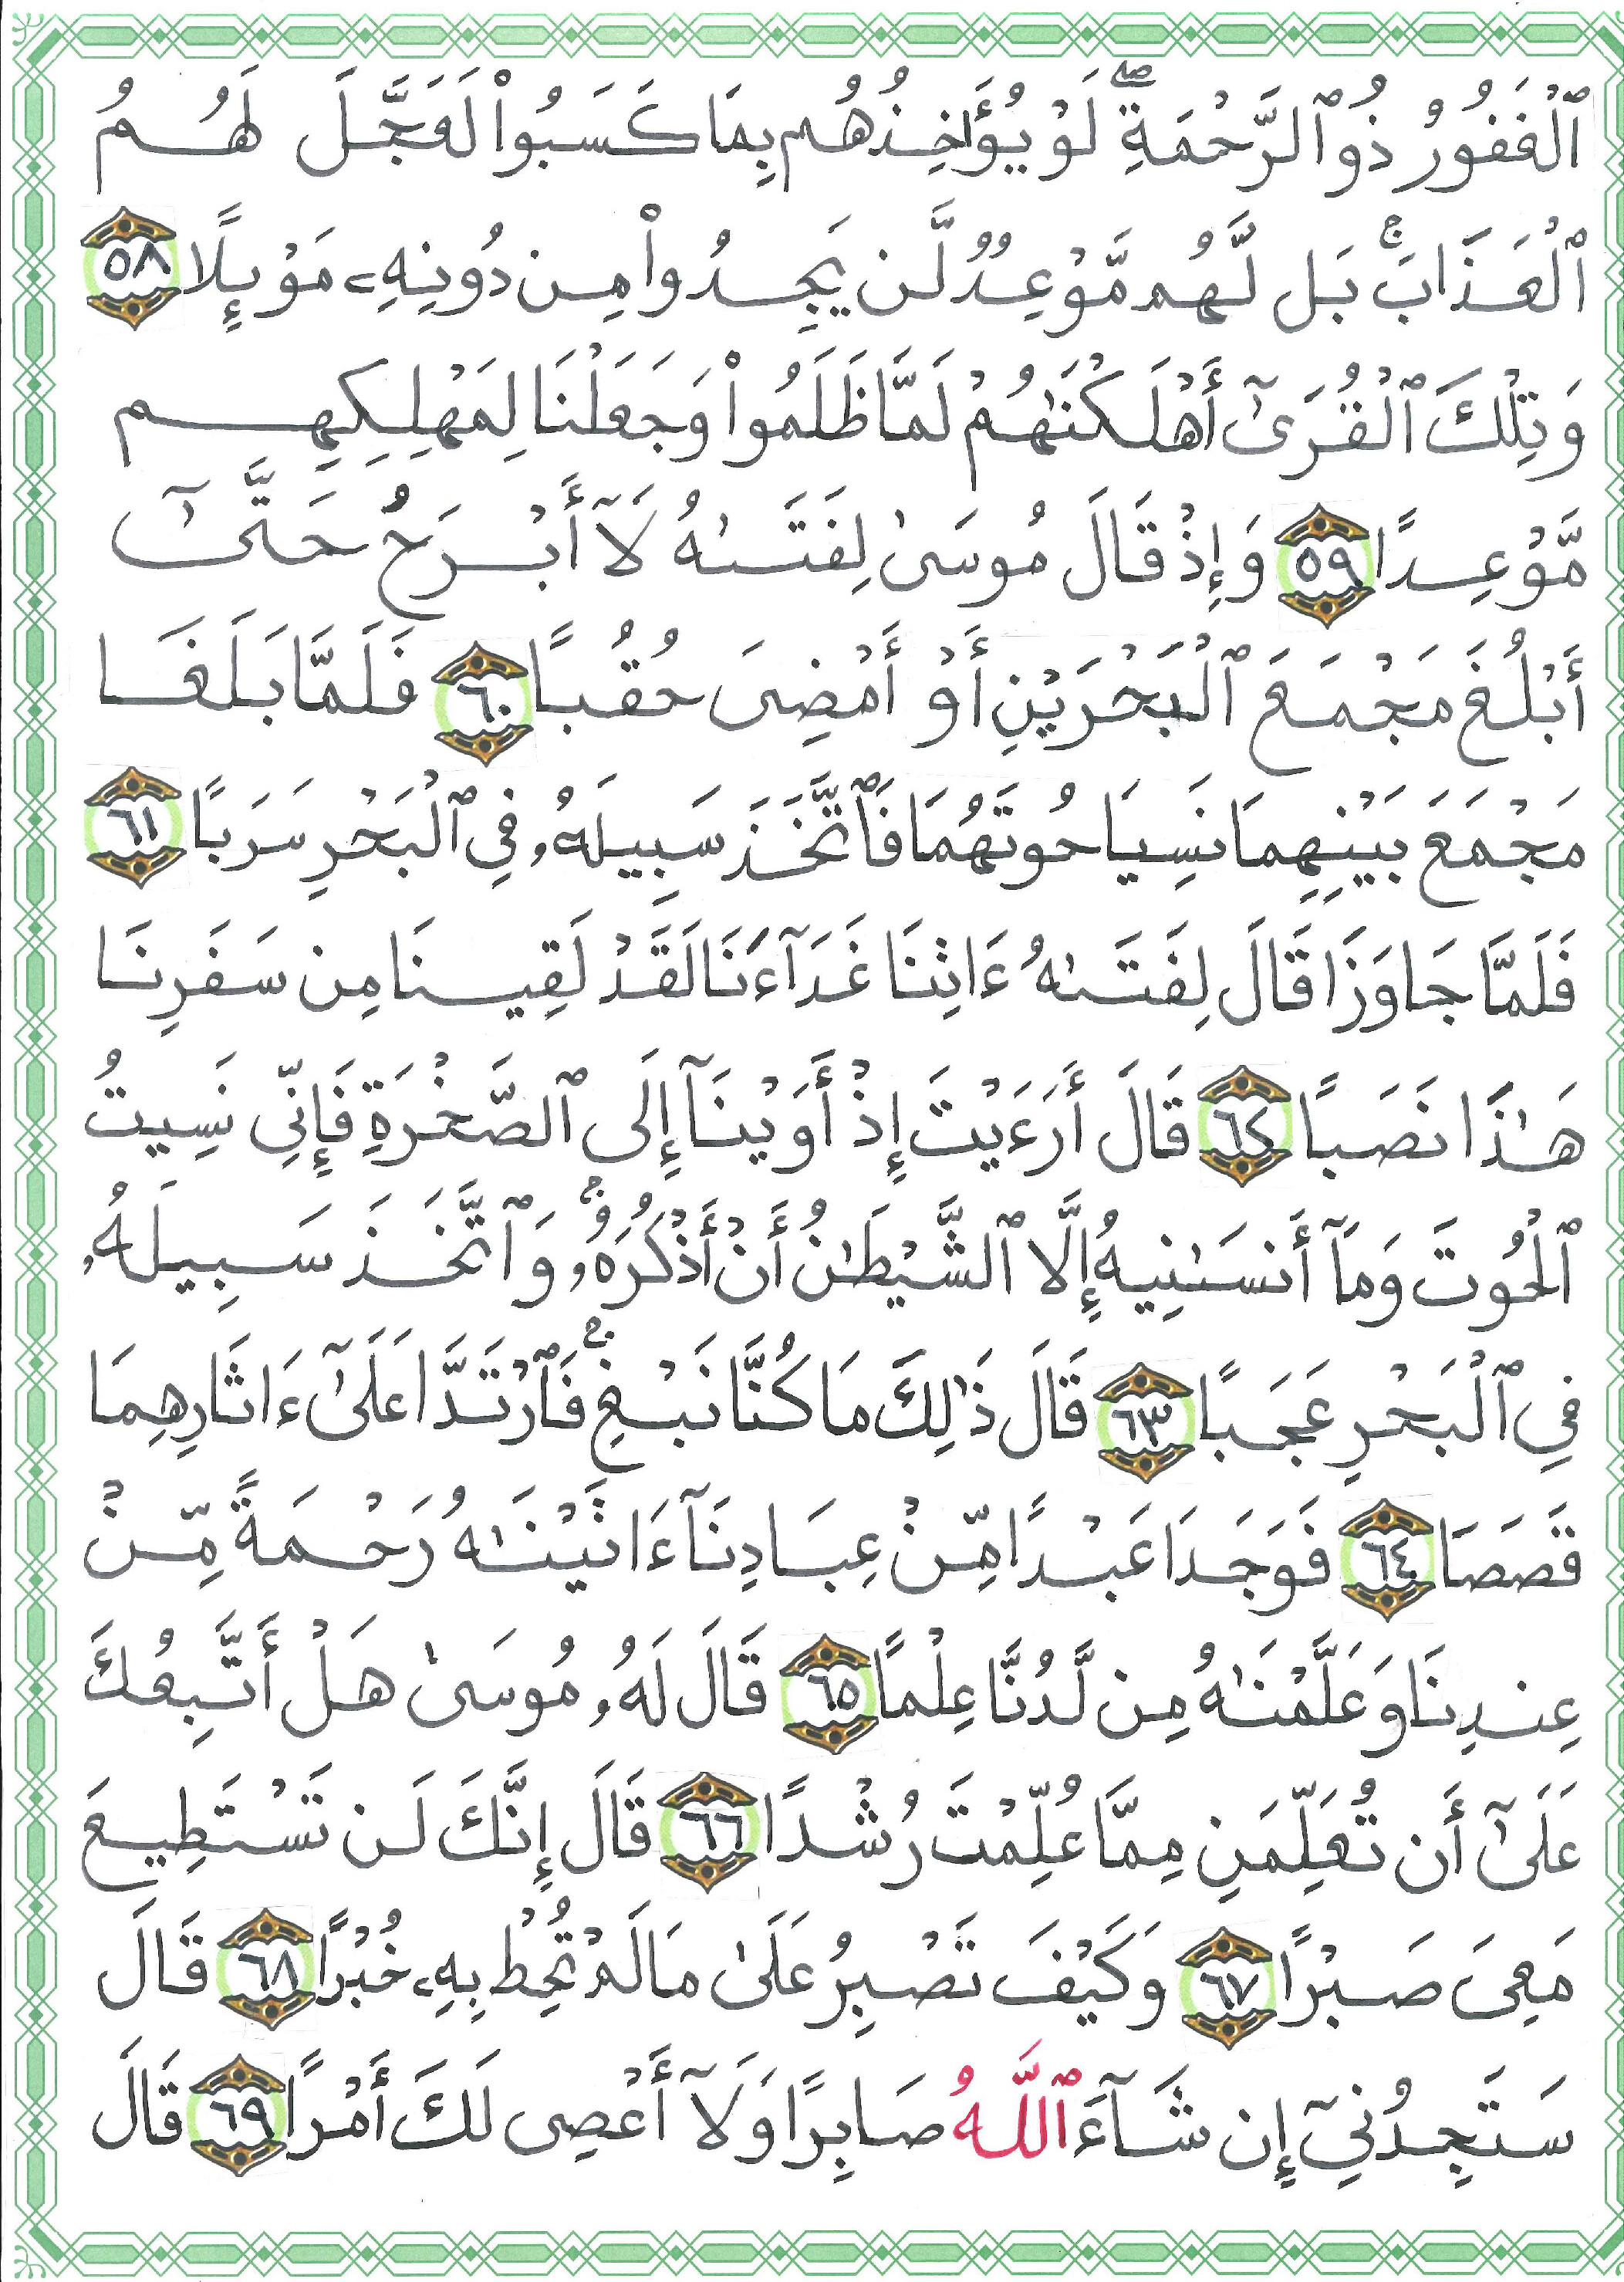 ٱلْغَفُورُ ذُو ٱلرَّحْمَةِۖ لَوْ يُؤَاخِذُهُم بِمَا كَسَبُوا۟ لَعَجَّلَ لَهُمُ
ٱلْعَذَابَۚ بَل لَّهُم مَّوْعِدٌ لَّن يَجِدُوا۟ مِن دُونِهِۦ مَوْئِلًا ٥٨
وَتِلْكَ ٱلْقُرَىٰٓ أَهْلَكْنَٰهُمْ لَمَّا ظَلَمُوا۟ وَجَعَلْنَا لِمَهْلِكِهِم
مَّوْعِدًا ٥٩ وَإِذْ قَالَ مُوسَىٰ لِفَتَىٰهُ لَآ أَبْرَحُ حَتَّىٰٓ
أَبْلُغَ مَجْمَعَ ٱلْبَحْرَيْنِ أَوْ أَمْضِىَ حُقُبًا ٦٠ فَلَمَّا بَلَغَا
مَجْمَعَ بَيْنِهِمَا نَسِيَا حُوتَهُمَا فَٱتَّخَذَ سَبِيلَهُۥ فِى ٱلْبَحْرِ سَرَبًا ٦١
فَلَمَّا جَاوَزَا قَالَ لِفَتَىٰهُ ءَاتِنَا غَدَآءَنَا لَقَدْ لَقِينَا مِن سَفَرِنَا
هَٰذَا نَصَبًا ٦٢ قَالَ أَرَءَيْتَ إِذْ أَوَيْنَآ إِلَى ٱلصَّخْرَةِ فَإِنِّى نَسِيتُ
ٱلْحُوتَ وَمَآ أَنسَىٰنِيهُ إِلَّا ٱلشَّيْطَٰنُ أَنْ أَذْكُرَهُۥۚ وَٱتَّخَذَ سَبِيلَهُۥ
فِى ٱلْبَحْرِ عَجَبًا ٦٣ قَالَ ذَٰلِكَ مَا كُنَّا نَبْغِۚ فَٱرْتَدَّا عَلَىٰٓ ءَاثَارِهِمَا
قَصَصًا ٦٤ فَوَجَدَا عَبْدًا مِّنْ عِبَادِنَآ ءَاتَيْنَٰهُ رَحْمَةً مِّنْ
عِندِنَا وَعَلَّمْنَٰهُ مِن لَّدُنَّا عِلْمًا ٦٥ قَالَ لَهُۥ مُوسَىٰ هَلْ أَتَّبِعُكَ
عَلَىٰٓ أَن تُعَلِّمَنِ مِمَّا عُلِّمْتَ رُشْدًا ٦٦ قَالَ إِنَّكَ لَن تَسْتَطِيعَ
مَعِىَ صَبْرًا ٦٧ وَكَيْفَ تَصْبِرُ عَلَىٰ مَا لَمْ تُحِطْ بِهِۦ خُبْرًا ٦٨ قَالَ
سَتَجِدُنِىٓ إِن شَآءَ ٱللَّهُ صَابِرًا وَلَآ أَعْصِى لَكَ أَمْرًا ٦٩ قَالَ